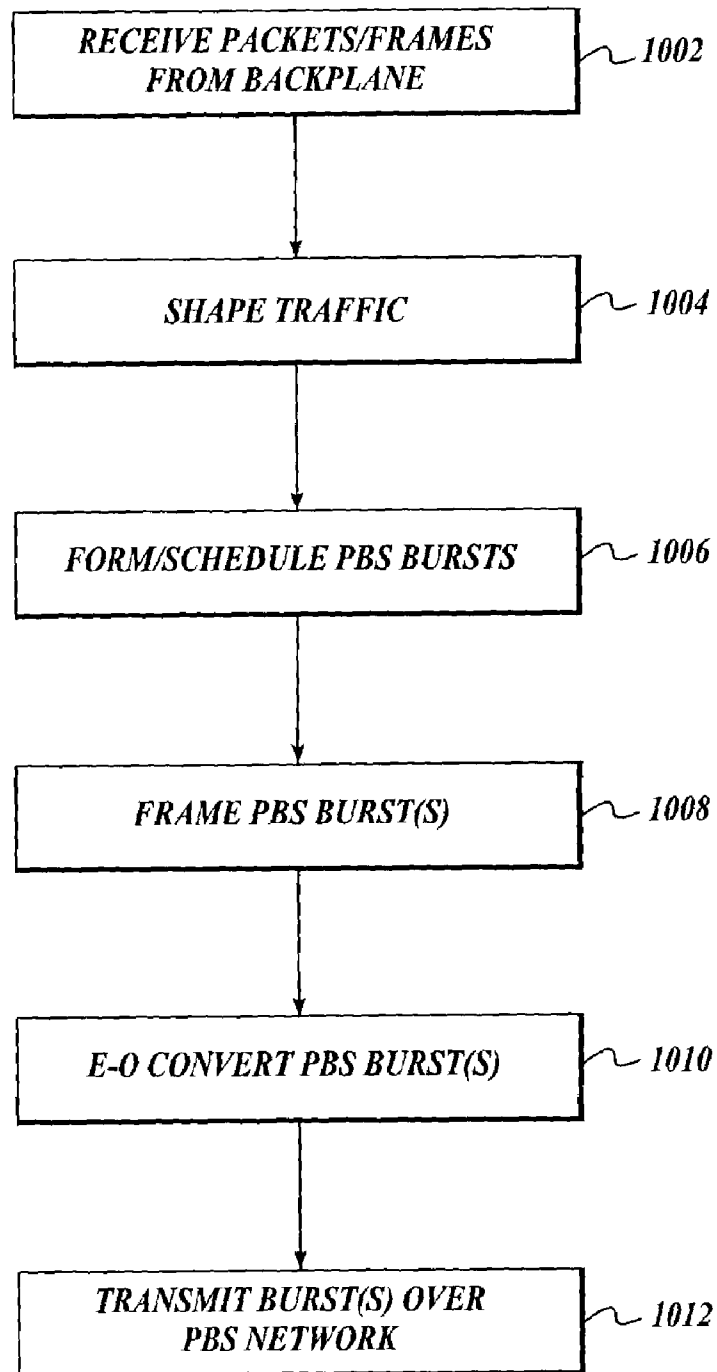 RECEIVE PACKETS/FRAMES
FROM BACKPLANE
1002
SHAPE TRAFFIC
1004
FORM/SCHEDULE PBS BURSTS
1006
FRAME PBS BURST(S)
1008
E-O CONVERT PBS BURST(S)
1010
TRANSMIT BURST(S) OVER
PBS NETWORK
1012